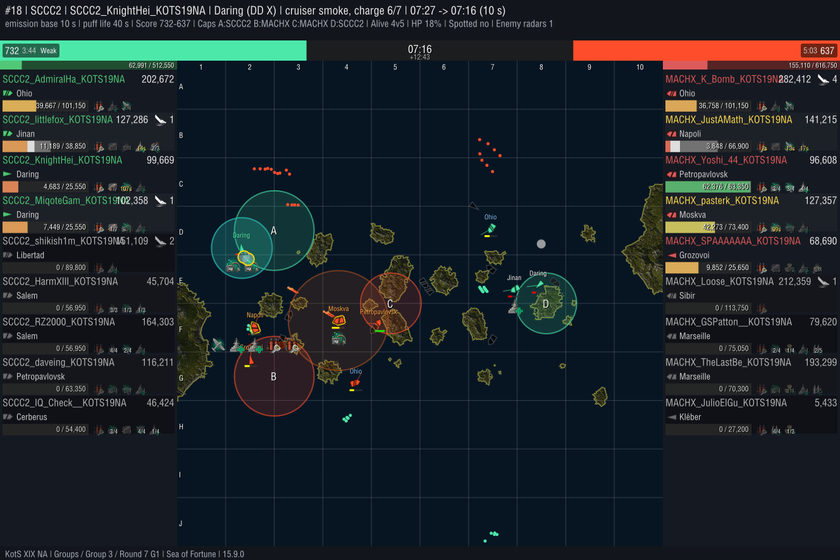 #18 | SCCC2 | SCCC2_KnightHei_KOTS19NA | Daring (DD X) | cruiser smoke, charge 6/7 | 07:27 -> 07:16 (10 s)
emission base 10 s | puff life 40 s | Score 732-637 | Caps A:SCCC2 B:MACHX C:MACHX D:SCCC2 | Alive 4v5 | HP 18% | Spotted no | Enemy radars 1
732 3:44 Weak
07:16
+12:43
5:03 637
62,991 / 512,550
155,110 / 616,750
SCCC2_AdmiralHa_KOTS19NA 202,672
Ohio
39,667 / 101,150
SCCC2_littlefox_KOTS19NA 127,286 1
Jinan
11,189 / 38,850
SCCC2_KnightHei_KOTS19NA 99,669
Daring
4,683 / 25,550
SCCC2_MiqoteGam_KOTS19NA 102,358 1
Daring
7,449 / 25,550
SCCC2_shikish1m_KOTS19NA 151,109 2
Libertad
0 / 89,800
SCCC2_HarmXIII_KOTS19NA 45,704
Salem
0 / 56,950
SCCC2_RZ2000_KOTS19NA 164,303
Salem
0 / 56,950
SCCC2_daveing_KOTS19NA 116,211
Petropavlovsk
0 / 63,350
SCCC2_IQ_Check__KOTS19NA 46,424
Cerberus
0 / 54,400
1 2 3 4 5 6 7 8 9 10
A
B
C
D
E
F
G
H
I
J
A
Daring
Ohio
Jinan
Daring
D
C
Moskva
Petropavlovsk
Napoli
B
Ohio
MACHX_K_Bomb_KOTS19NA 282,412 4
Ohio
36,758 / 101,150
MACHX_JustAMath_KOTS19NA 141,215
Napoli
3,848 / 66,900
MACHX_Yoshi_44_KOTS19NA 96,608
Petropavlovsk
MACHX_pasterk_KOTS19NA 127,357
Moskva
42,273 / 73,400
MACHX_SPAAAAAAA_KOTS19NA 68,690
Grozovoi
9,852 / 25,650
MACHX_Loose_KOTS19NA 212,359 1
Sibir
0 / 113,750
MACHX_GSPatton__KOTS19NA 79,620
Marseille
0 / 75,050
MACHX_TheLastBe_KOTS19NA 193,299
Marseille
0 / 70,300
MACHX_JulioElGu_KOTS19NA 5,433
Kléber
0 / 27,200
KotS XIX NA | Groups / Group 3 / Round 7 G1 | Sea of Fortune | 15.9.0